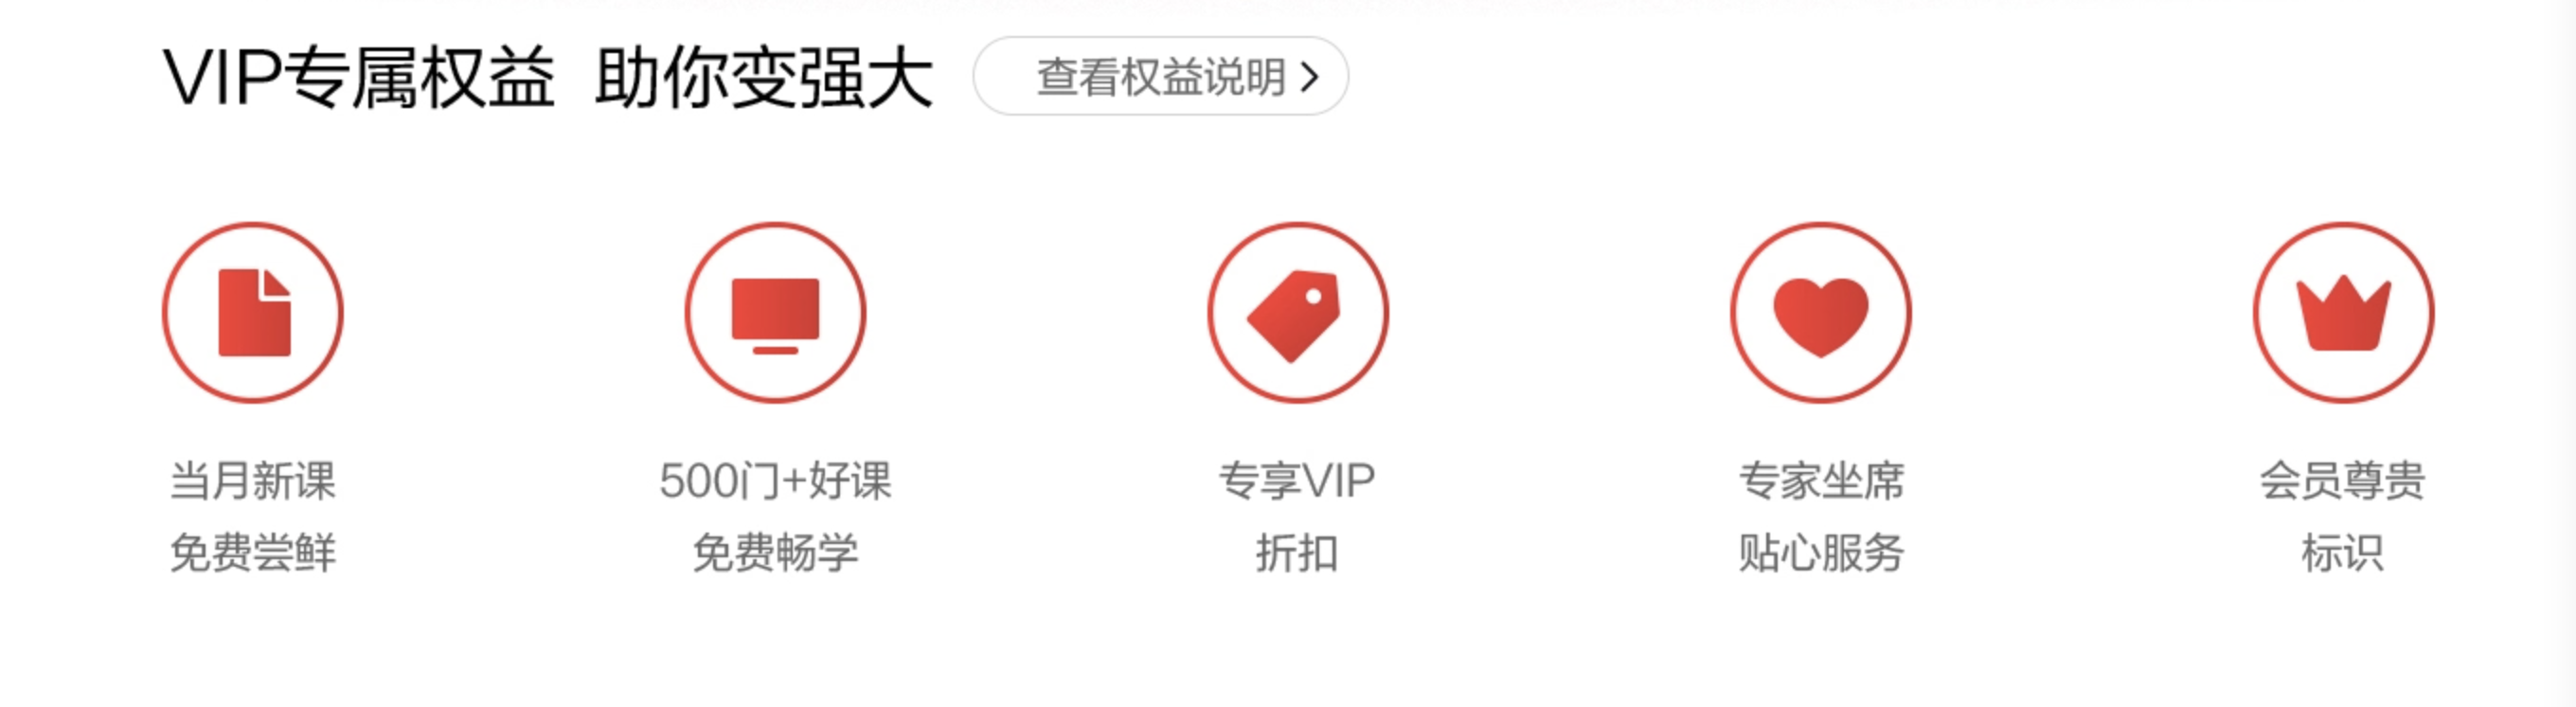 VIP专属权益 助你变强大
查看权益说明
当月新课
免费尝鲜
500门+好课
免费畅学
专享VIP
折扣
专家坐席
贴心服务
会员尊贵
标识